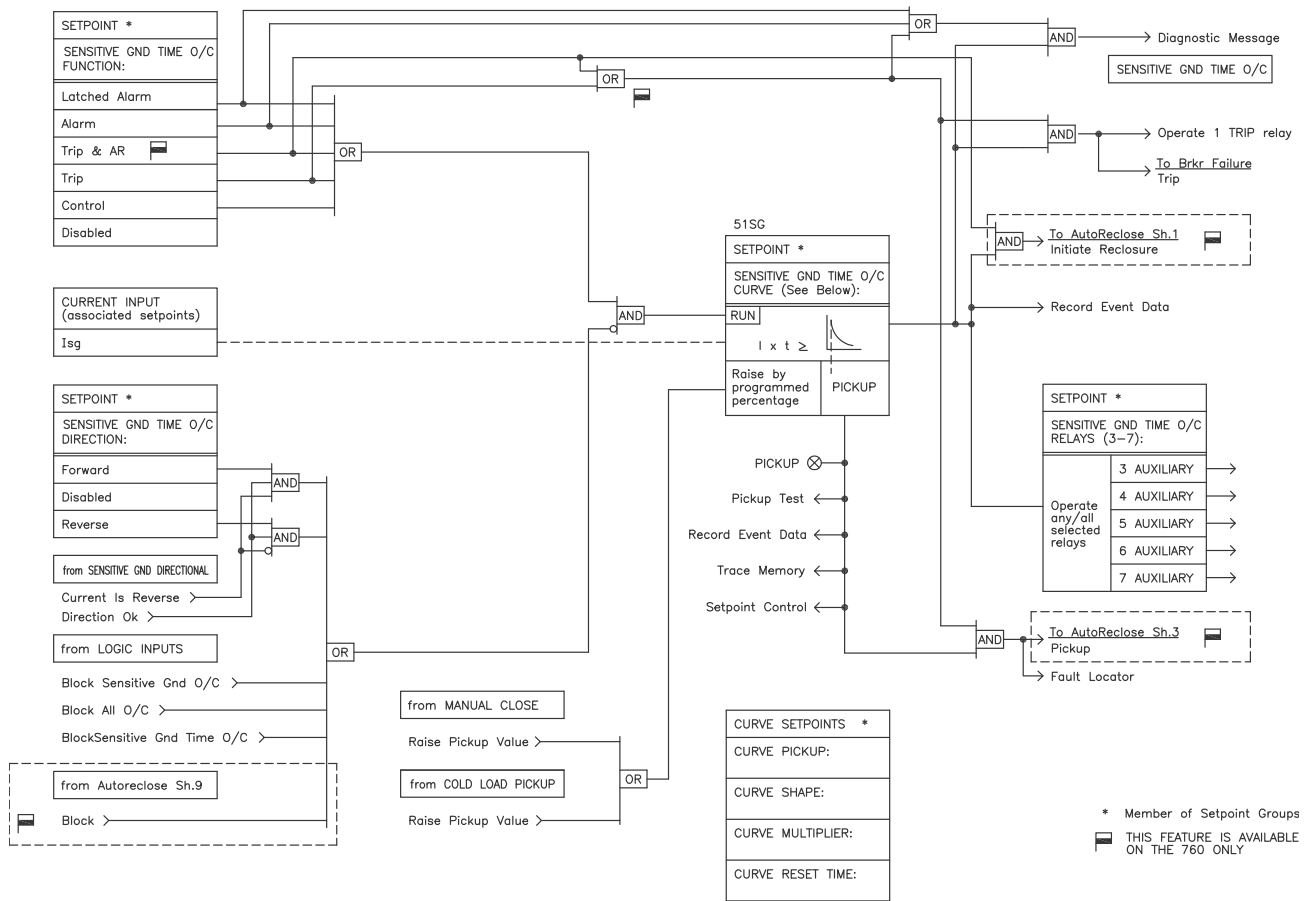 SETPOINT *
SENSITIVE GND TIME O/C
FUNCTION:
Latched Alarm
Alarm
Trip & AR
Trip
Control
Disabled
OR
OR
OR
AND
Diagnostic Message
SENSITIVE GND TIME O/C
AND
Operate 1 TRIP relay
To Brkr Failure
Trip
AND
To AutoReclose Sh.1
Initiate Reclosure
CURRENT INPUT
(associated setpoints)
Isg
AND
51SG
SETPOINT *
SENSITIVE GND TIME O/C
CURVE (See Below):
RUN
I x t ≥
Raise by
programmed
percentage
PICKUP
Record Event Data
SETPOINT *
SENSITIVE GND TIME O/C
DIRECTION:
Forward
Disabled
Reverse
AND
AND
from SENSITIVE GND DIRECTIONAL
Current Is Reverse
Direction Ok
from LOGIC INPUTS
Block Sensitive Gnd O/C
Block All O/C
BlockSensitive Gnd Time O/C
from Autoreclose Sh.9
Block
OR
PICKUP
Pickup Test
Record Event Data
Trace Memory
Setpoint Control
SETPOINT *
SENSITIVE GND TIME O/C
RELAYS (3-7):
Operate
any/all
selected
relays
3 AUXILIARY
4 AUXILIARY
5 AUXILIARY
6 AUXILIARY
7 AUXILIARY
AND
To AutoReclose Sh.3
Pickup
Fault Locator
from MANUAL CLOSE
Raise Pickup Value
from COLD LOAD PICKUP
Raise Pickup Value
OR
CURVE SETPOINTS *
CURVE PICKUP:
CURVE SHAPE:
CURVE MULTIPLIER:
CURVE RESET TIME:
* Member of Setpoint Groups
THIS FEATURE IS AVAILABLE
ON THE 760 ONLY